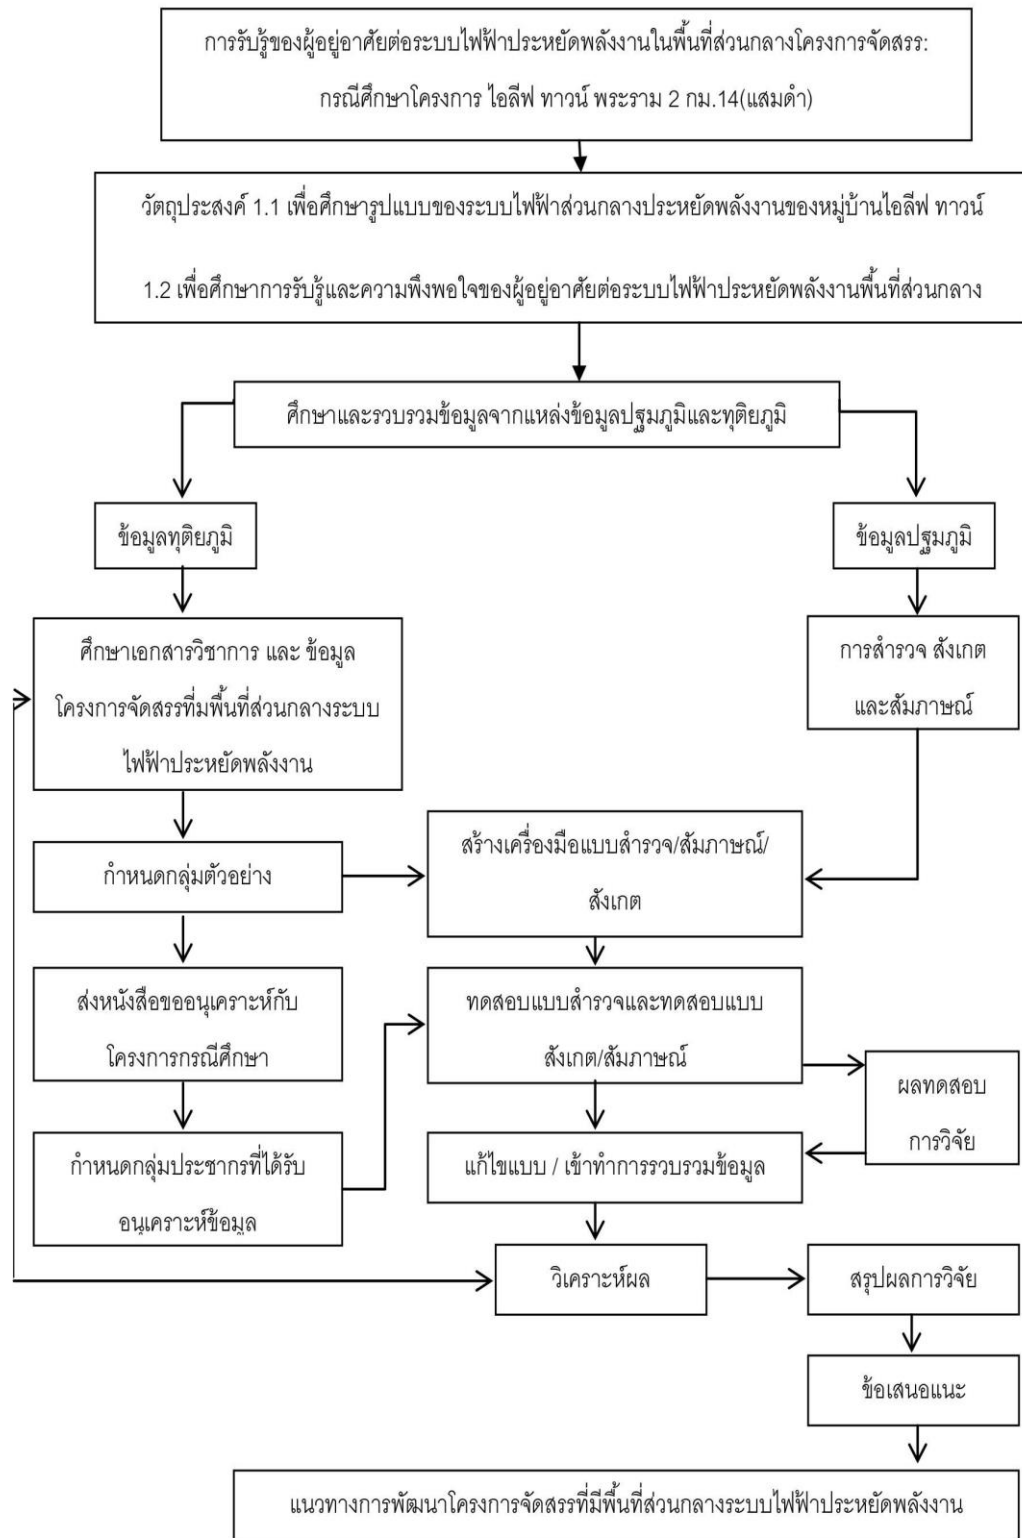 การรับรู้ของผู้อยู่อาศัยต่อระบบไฟฟ้าประหยัดพลังงานในพื้นที่ส่วนกลางโครงการจัดสรร:
กรณีศึกษาโครงการ ไอลีฟ ทาวน์ พระราม 2 กม.14(แสมดำ)
วัตถุประสงค์ 1.1 เพื่อศึกษารูปแบบของระบบไฟฟ้าส่วนกลางประหยัดพลังงานของหมู่บ้านไอลีฟ ทาวน์
1.2 เพื่อศึกษาการรับรู้และความพึงพอใจของผู้อยู่อาศัยต่อระบบไฟฟ้าประหยัดพลังงานพื้นที่ส่วนกลาง
ศึกษาและรวบรวมข้อมูลจากแหล่งข้อมูลปฐมภูมิและทุติยภูมิ
ข้อมูลทุติยภูมิ
ข้อมูลปฐมภูมิ
ศึกษาเอกสารวิชาการ และ ข้อมูล
โครงการจัดสรรที่มพื้นที่ส่วนกลางระบบ
ไฟฟ้าประหยัดพลังงาน
การสำรวจ สังเกต
และสัมภาษณ์
กำหนดกลุ่มตัวอย่าง
สร้างเครื่องมือแบบสำรวจ/สัมภาษณ์/
สังเกต
ส่งหนังสือขออนุเคราะห์กับ
โครงการกรณีศึกษา
ทดสอบแบบสำรวจและทดสอบแบบ
สังเกต/สัมภาษณ์
ผลทดสอบ
การวิจัย
กำหนดกลุ่มประชากรที่ได้รับ
อนุเคราะห์ข้อมูล
แก้ไขแบบ / เข้าทำการรวบรวมข้อมูล
วิเคราะห์ผล
สรุปผลการวิจัย
ข้อเสนอแนะ
แนวทางการพัฒนาโครงการจัดสรรที่มีพื้นที่ส่วนกลางระบบไฟฟ้าประหยัดพลังงาน